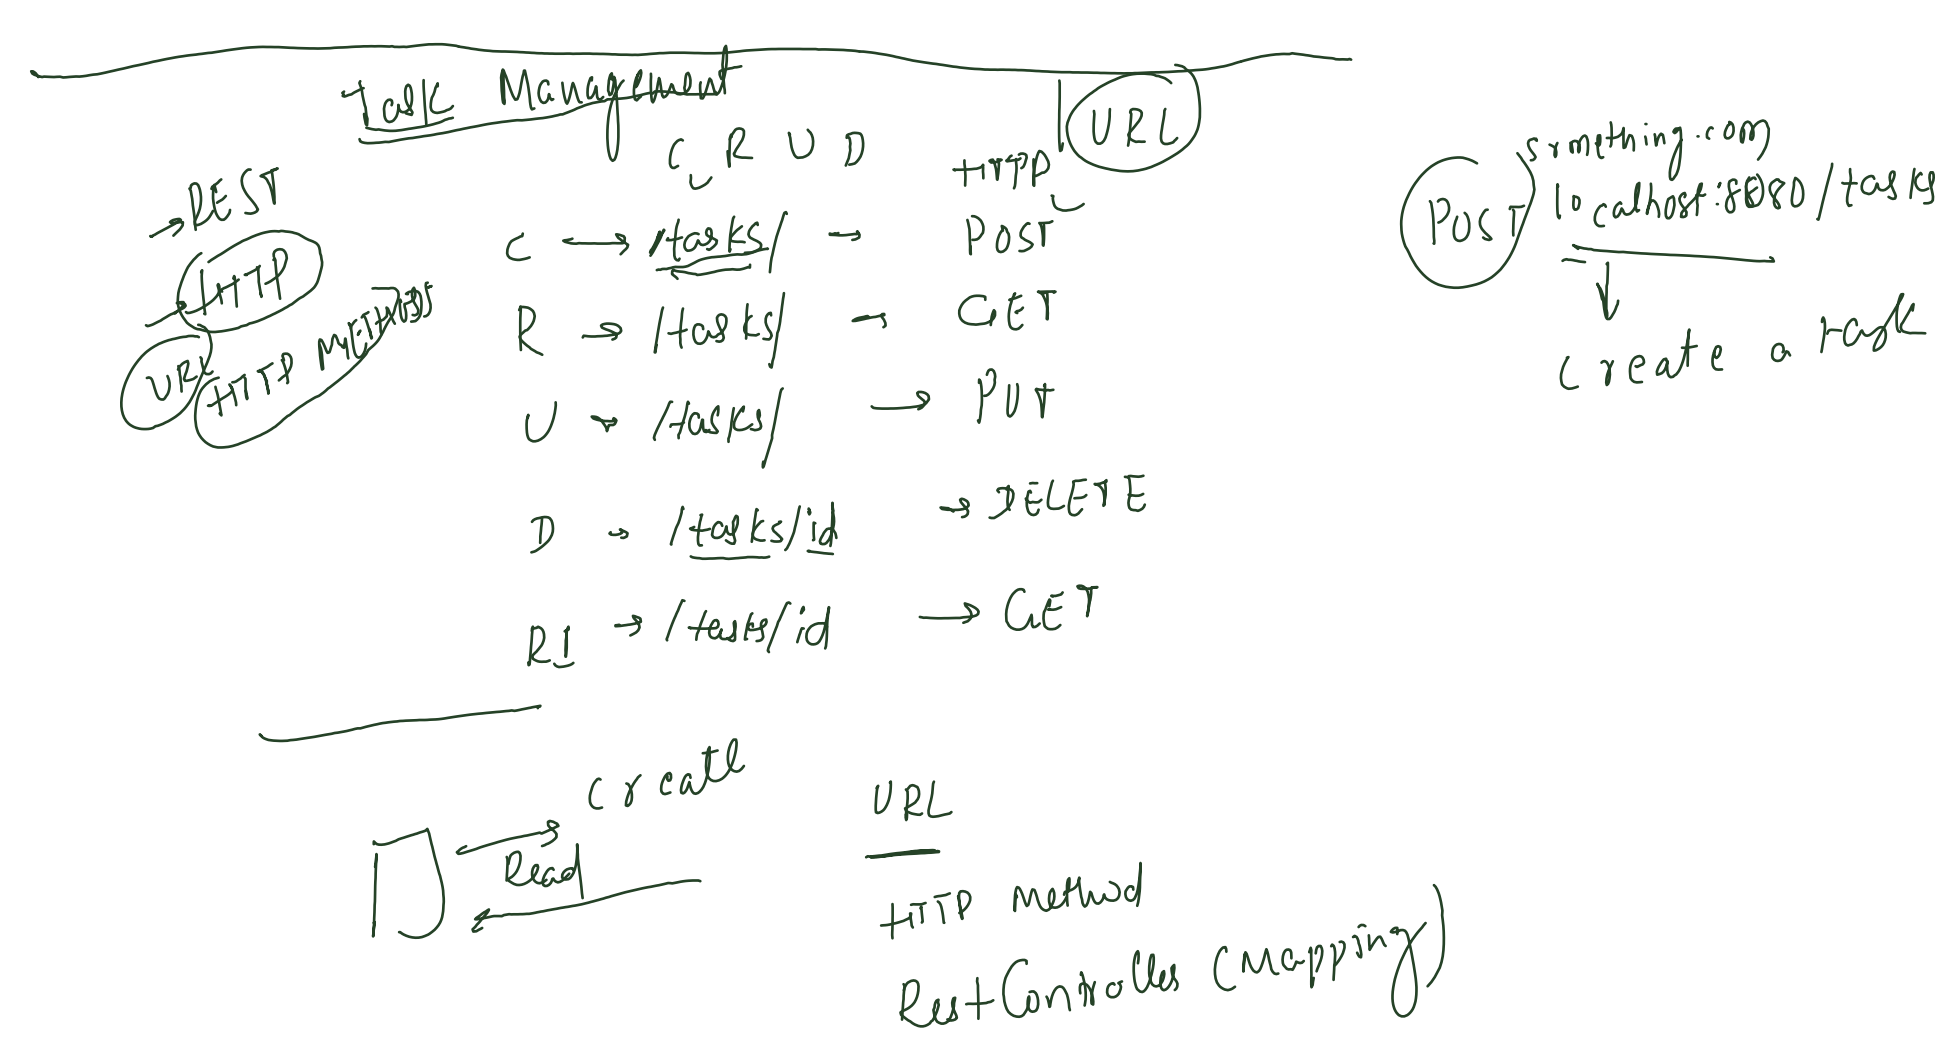 Task Management
URL
C R U D
HTTP
→ REST
→ HTTP
URL
HTTP METHODS
C ↔ /tasks/ → POST
R → /tasks/ → GET
U → /tasks/ → PUT
D → /tasks/id → DELETE
R1 → /tasks/id → GET
something.com
POST localhost:8080/tasks
create a task
create
Read
URL
HTTP Method
RestController (Mapping)